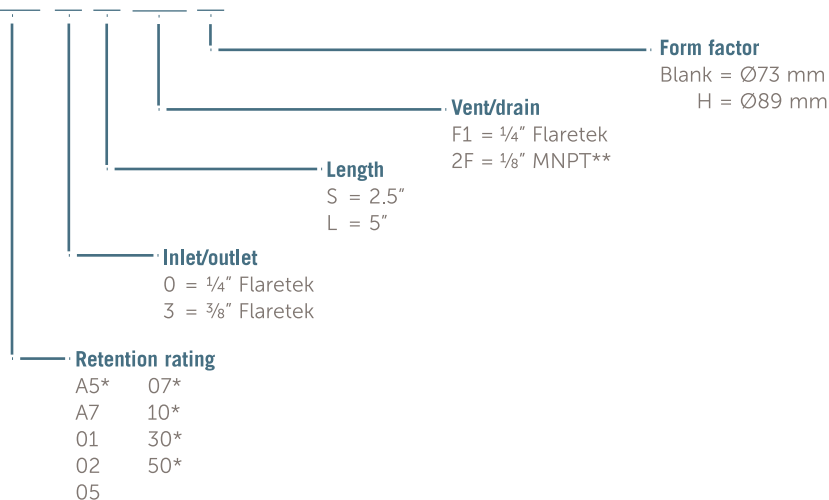 Form factor
Blank = Ø73 mm
H = Ø89 mm
Vent/drain
F1 = ¼″ Flaretek
2F = ⅛″ MNPT**
Length
S = 2.5″
L = 5″
Inlet/outlet
0 = ¼″ Flaretek
3 = ⅜″ Flaretek
Retention rating
A5* 07*
A7 10*
01 30*
02 50*
05